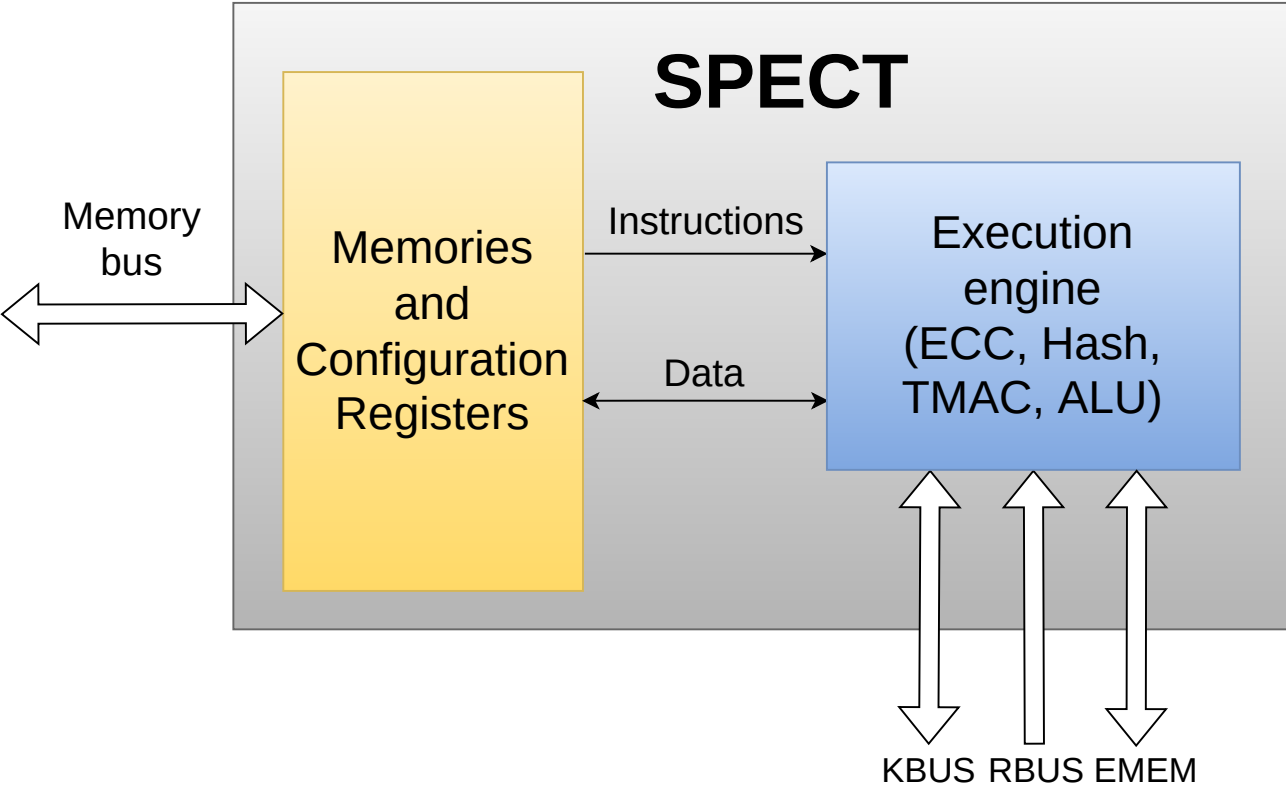 SPECT
Memory
bus
Memories
and
Configuration
Registers
Instructions
Data
Execution
engine
(ECC, Hash,
TMAC, ALU)
KBUS RBUS EMEM